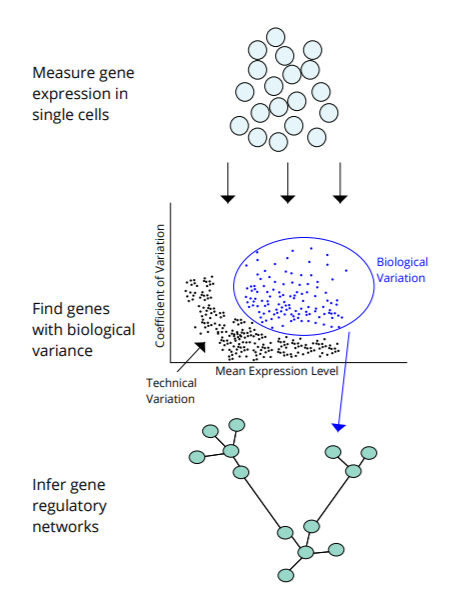 Measure gene
expression in
single cells
Coefficient of Variation
Biological
Variation
Find genes
with biological
variance
Mean Expression Level
Technical
Variation
Infer gene
regulatory
networks